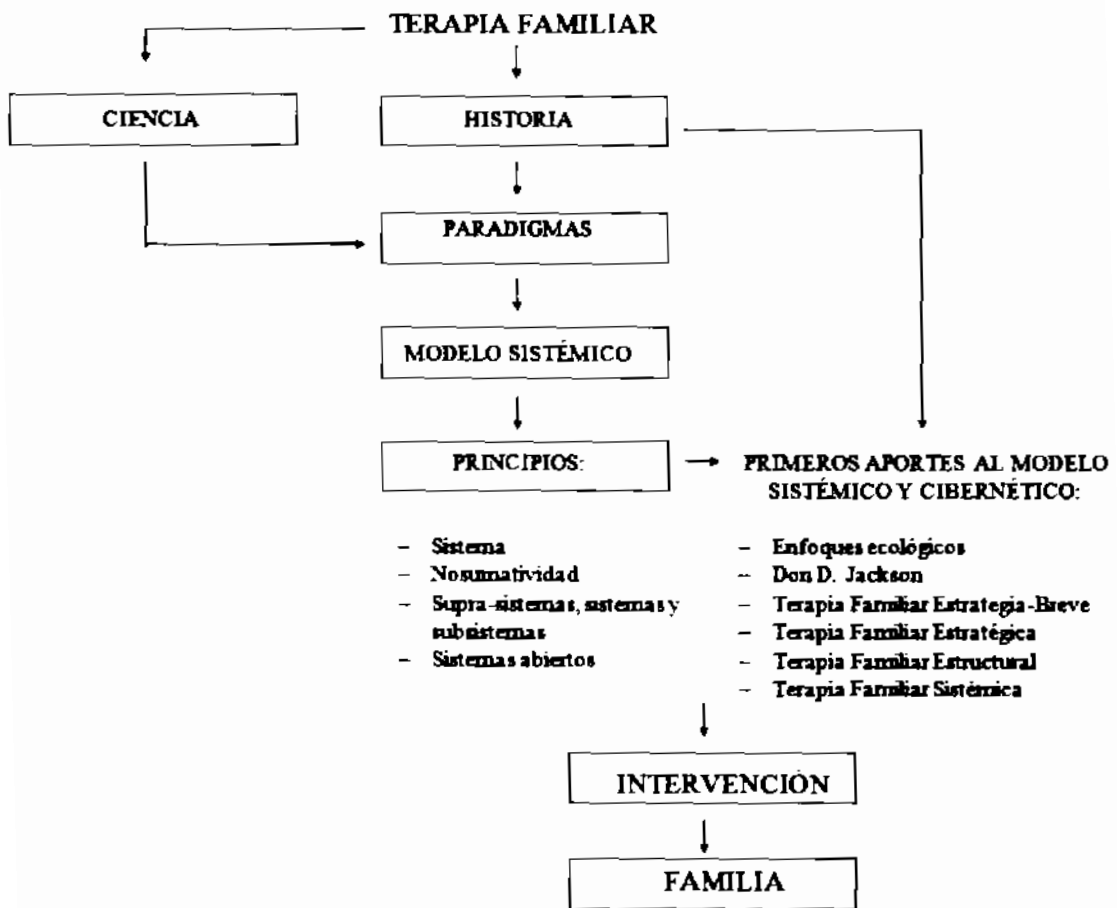 TERAPIA FAMILIAR
CIENCIA
HISTORIA
PARADIGMAS
MODELO SISTÉMICO
PRINCIPIOS:
PRIMEROS APORTES AL MODELO
SISTÉMICO Y CIBERNÉTICO:
– Sistema
– Nosumatividad
– Supra-sistemas, sistemas y
subsistemas
– Sistemas abiertos
– Enfoques ecológicos
– Don D. Jackson
– Terapia Familiar Estrategia-Breve
– Terapia Familiar Estratégica
– Terapia Familiar Estructural
– Terapia Familiar Sistémica
INTERVENCIÓN
FAMILIA